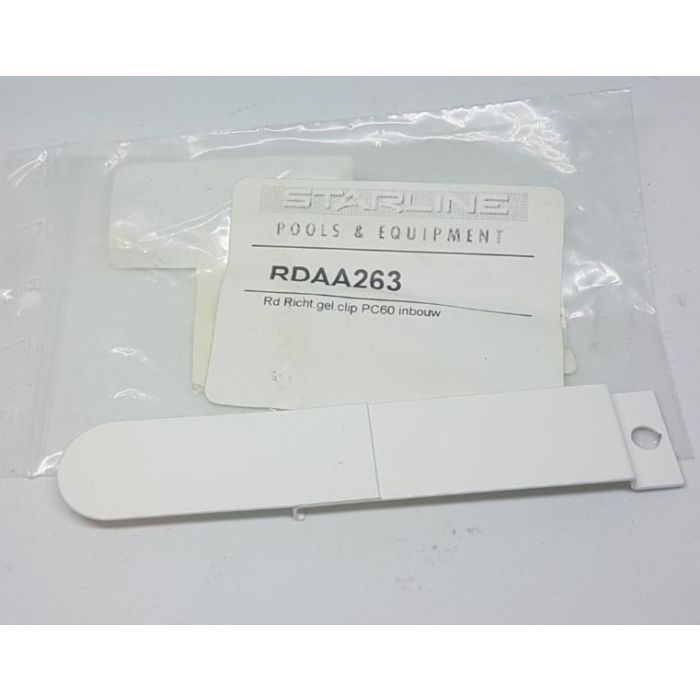 STARLINE
POOLS & EQUIPMENT
RDAA263
Rd Richt.gel.clip PC60 inbouw